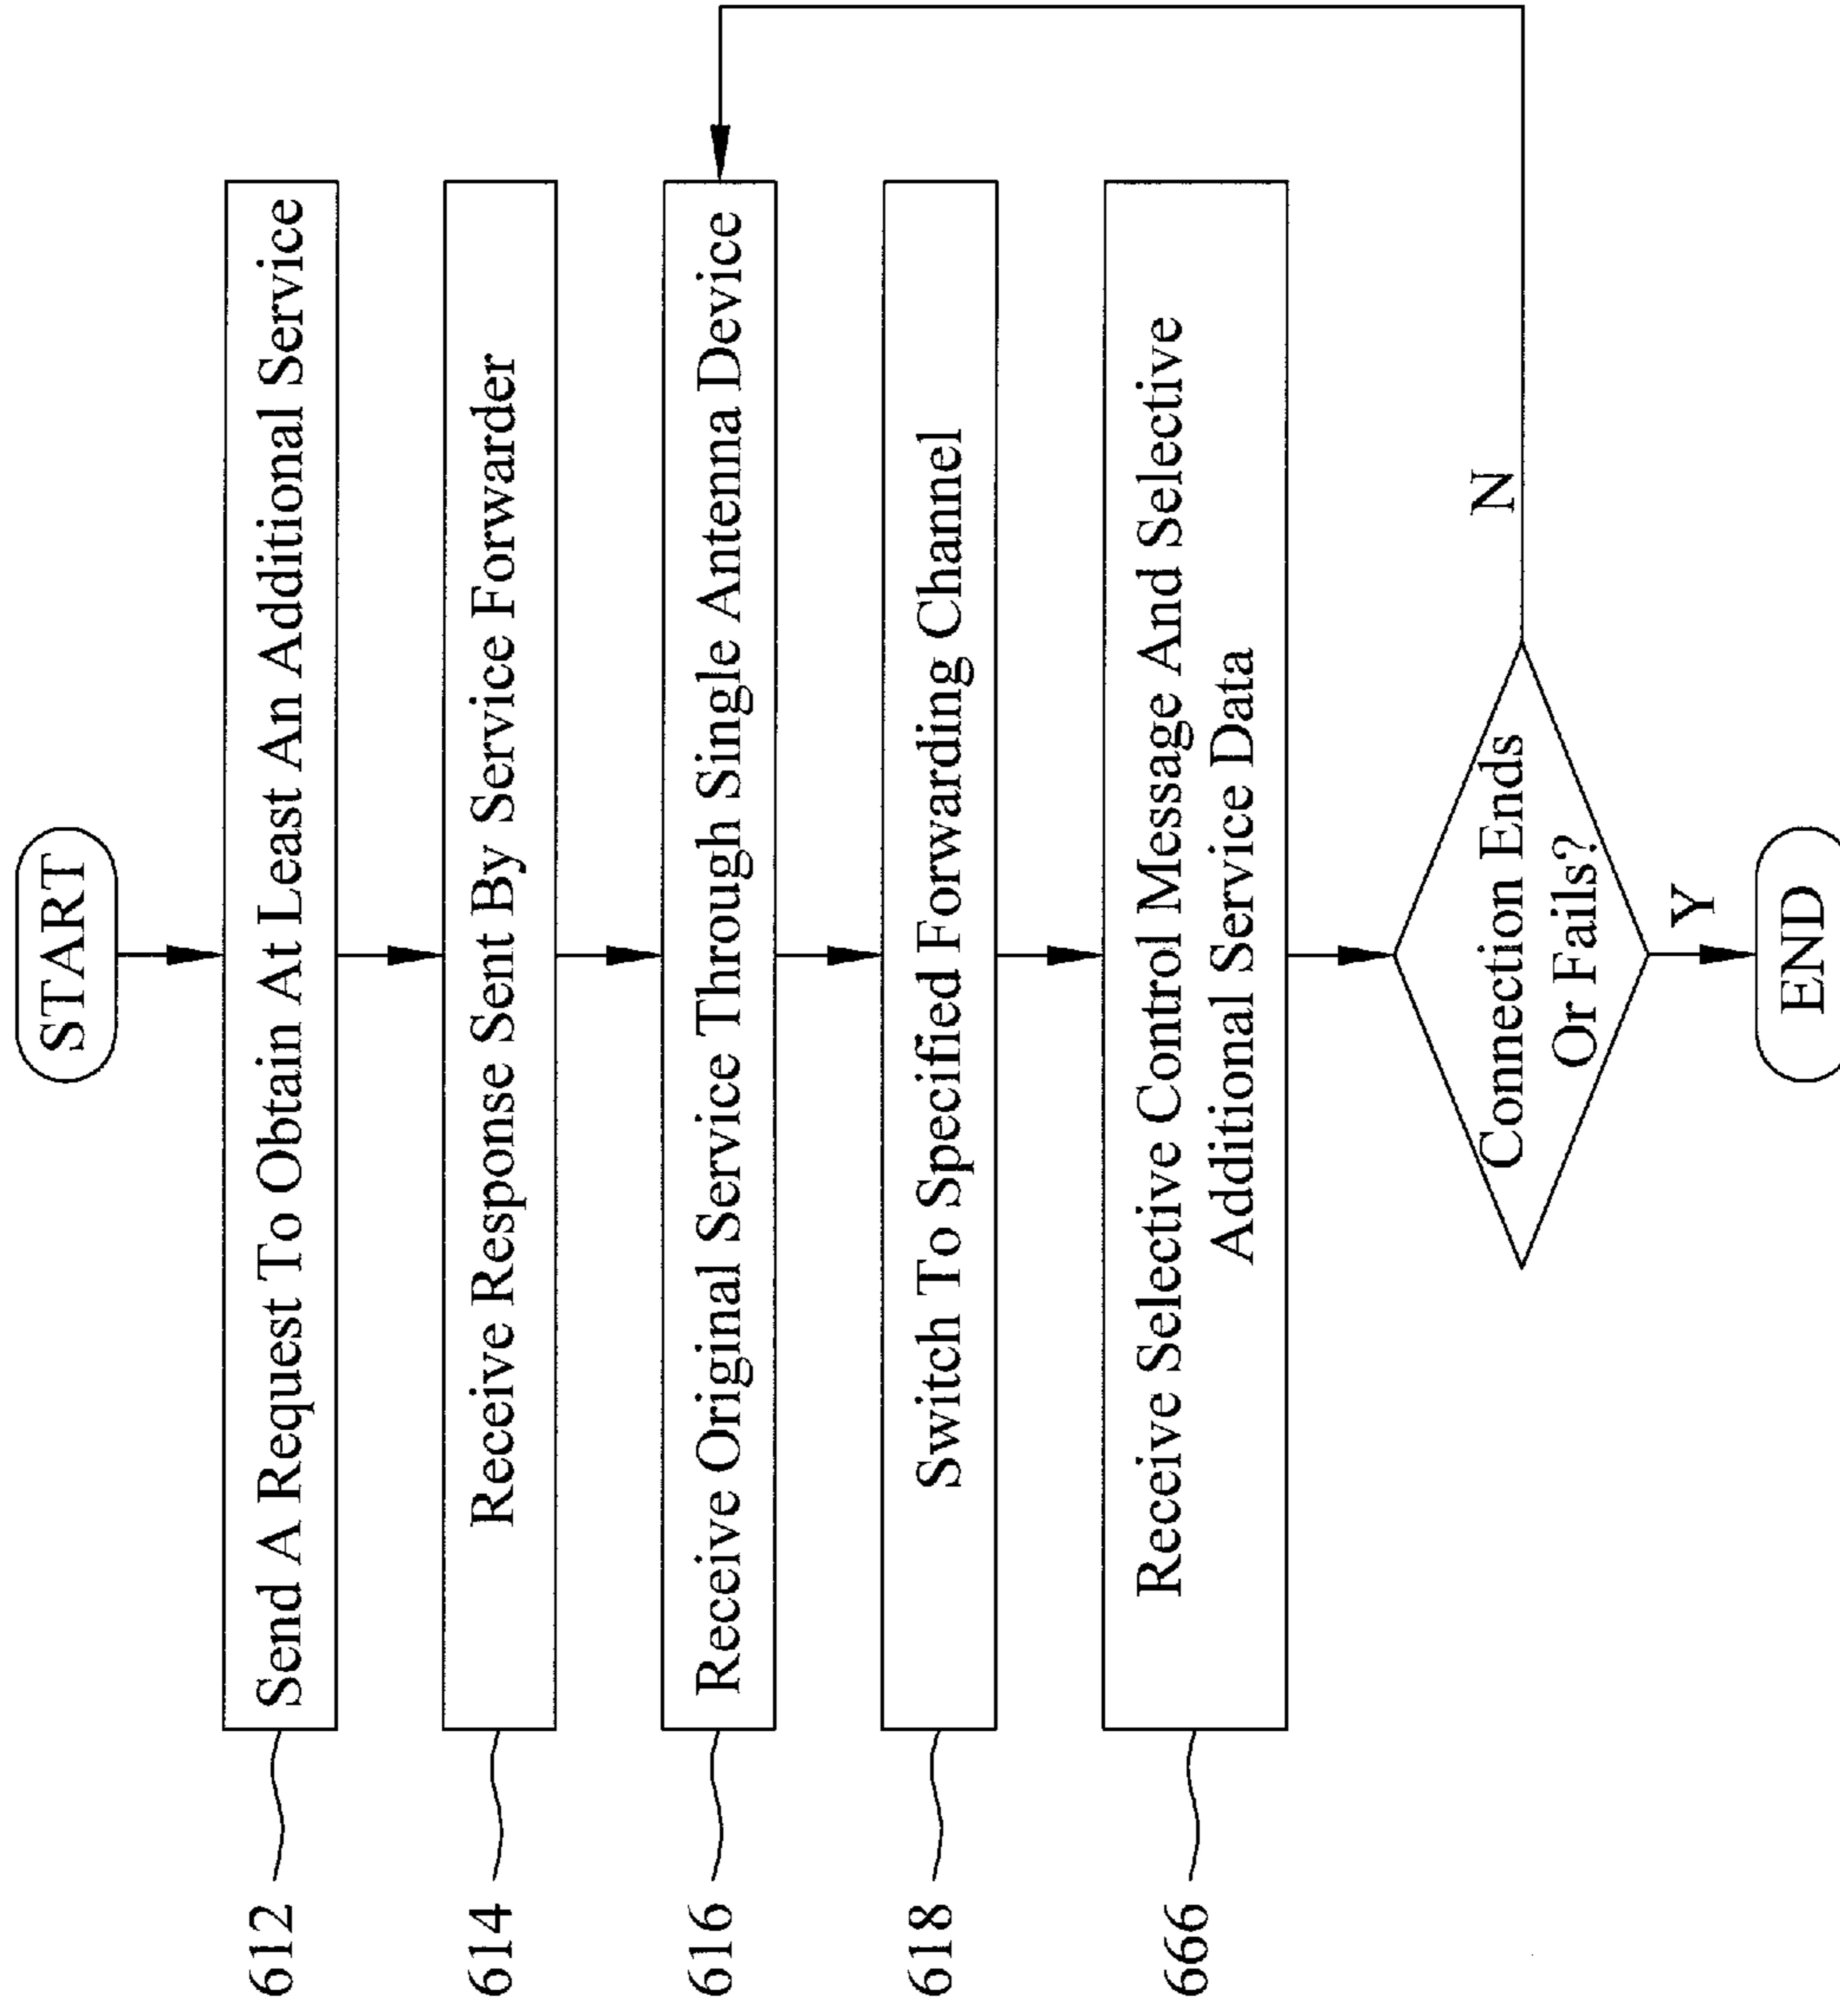 START
612
Send A Request To Obtain At Least An Additional Service
614
Receive Response Sent By Service Forwarder
616
Receive Original Service Through Single Antenna Device
618
Switch To Specified Forwarding Channel
666
Receive Selective Control Message And Selective
Additional Service Data
Connection Ends
Or Fails?
N
Y
END